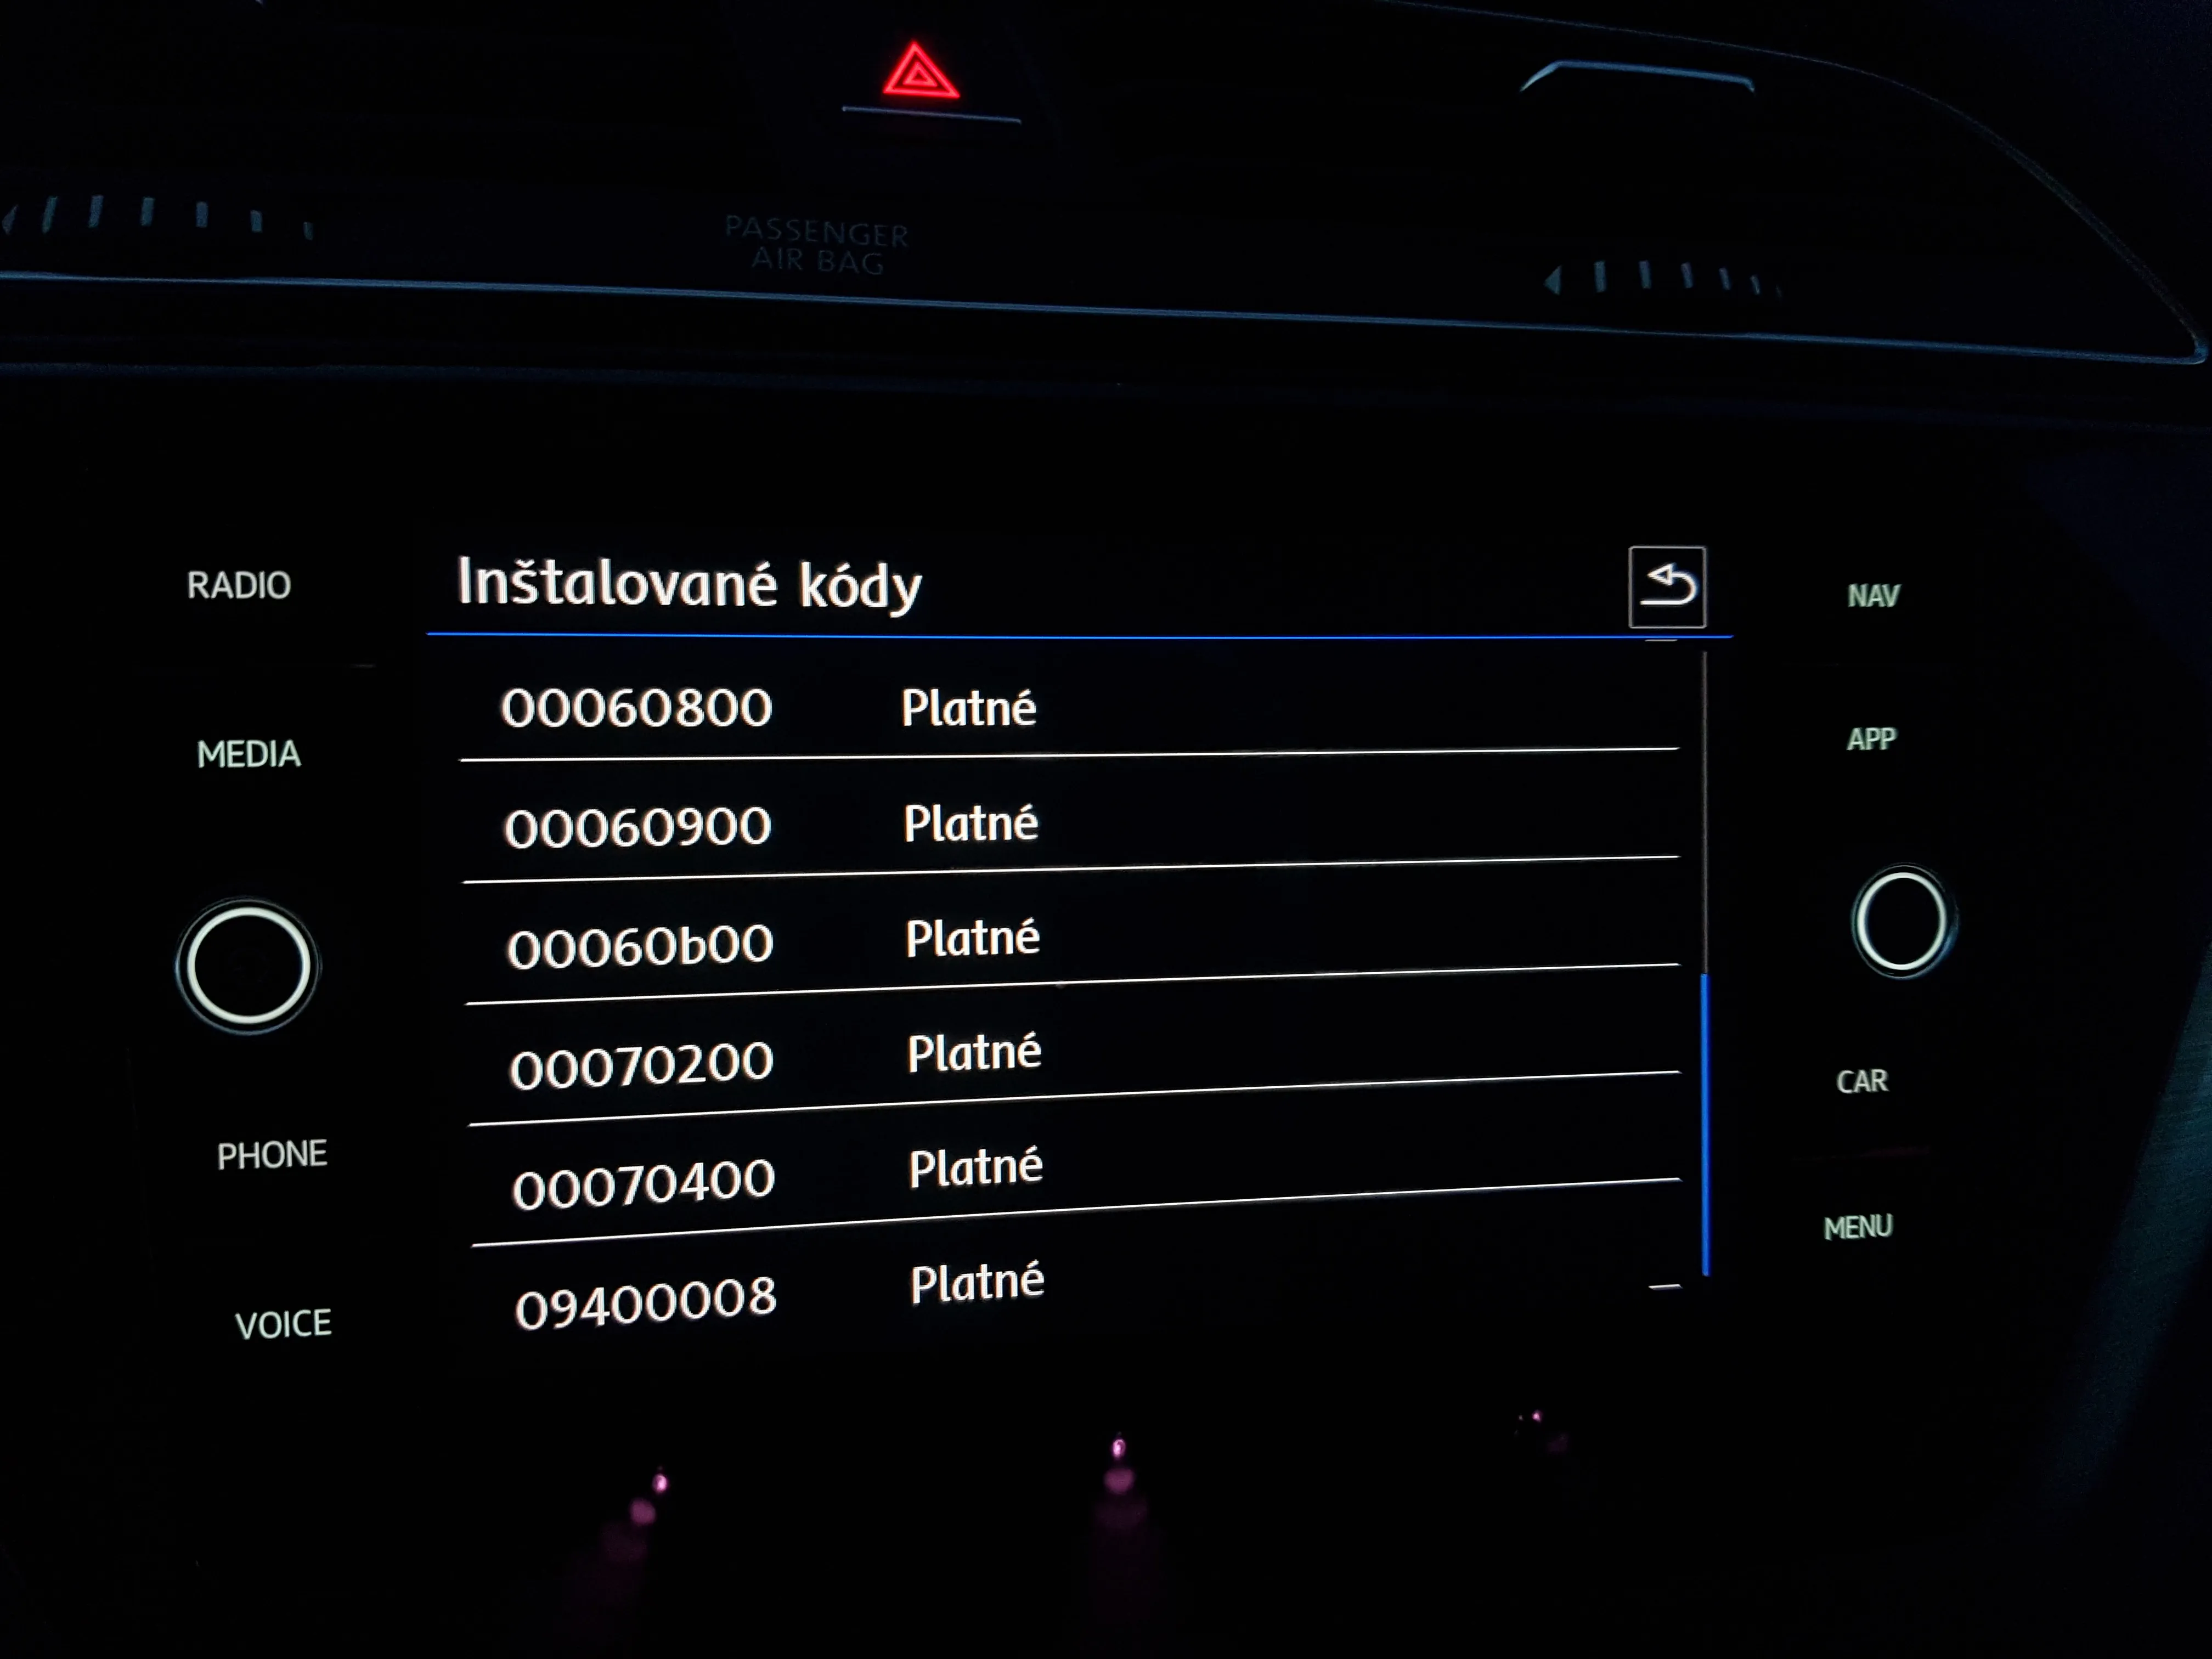 PASSENGER
AIR BAG
RADIO
MEDIA
PHONE
VOICE
Inštalované kódy
00060800 Platné
00060900 Platné
00060b00 Platné
00070200 Platné
00070400 Platné
09400008 Platné
NAV
APP
CAR
MENU